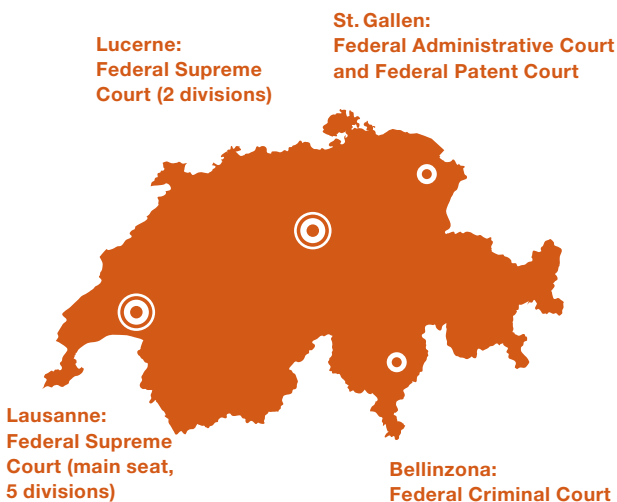 St. Gallen:
Federal Administrative Court
and Federal Patent Court
Lucerne:
Federal Supreme
Court (2 divisions)
Lausanne:
Federal Supreme
Court (main seat,
5 divisions)
Bellinzona:
Federal Criminal Court